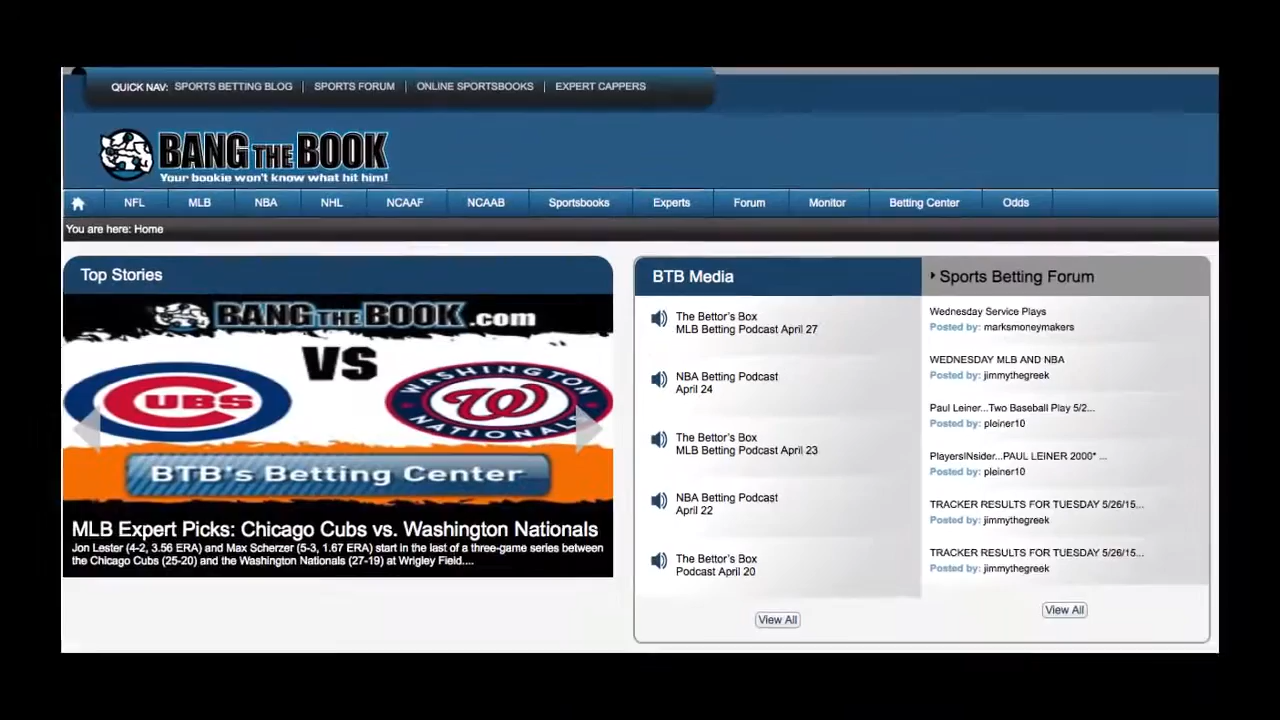 QUICK NAV: SPORTS BETTING BLOG | SPORTS FORUM | ONLINE SPORTSBOOKS | EXPERT CAPPERS
BANG THE BOOK
Your bookie won't know what hit him!
NFL MLB NBA NHL NCAAF NCAAB Sportsbooks Experts Forum Monitor Betting Center Odds
You are here: Home
Top Stories
BANG THE BOOK.com
VS
CUBS
WASHINGTON
W
NATIONALS
BTB's Betting Center
MLB Expert Picks: Chicago Cubs vs. Washington Nationals
Jon Lester (4-2, 3.56 ERA) and Max Scherzer (5-3, 1.67 ERA) start in the last of a three-game series between
the Chicago Cubs (25-20) and the Washington Nationals (27-19) at Wrigley Field....
BTB Media
The Bettor's Box
MLB Betting Podcast April 27
NBA Betting Podcast
April 24
The Bettor's Box
MLB Betting Podcast April 23
NBA Betting Podcast
April 22
The Bettor's Box
Podcast April 20
View All
Sports Betting Forum
Wednesday Service Plays
Posted by: marksmoneymakers
WEDNESDAY MLB AND NBA
Posted by: jimmythegreek
Paul Leiner...Two Baseball Play 5/2...
Posted by: pleiner10
PlayersINsider...PAUL LEINER 2000* ...
Posted by: pleiner10
TRACKER RESULTS FOR TUESDAY 5/26/15...
Posted by: jimmythegreek
TRACKER RESULTS FOR TUESDAY 5/26/15...
Posted by: jimmythegreek
View All